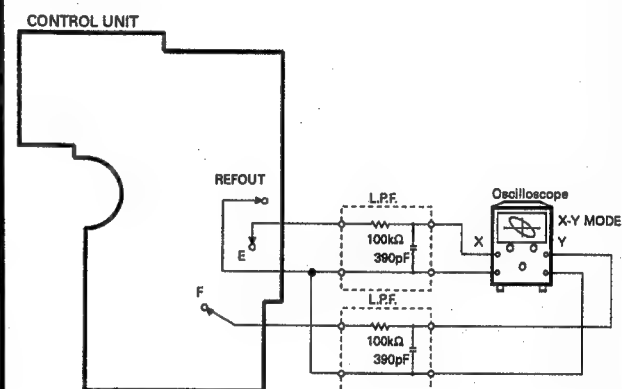 CONTROL UNIT
REFOUT
E
F
L.P.F.
100kΩ
390pF
L.P.F.
100kΩ
390pF
Oscilloscope
X-Y MODE
X
Y